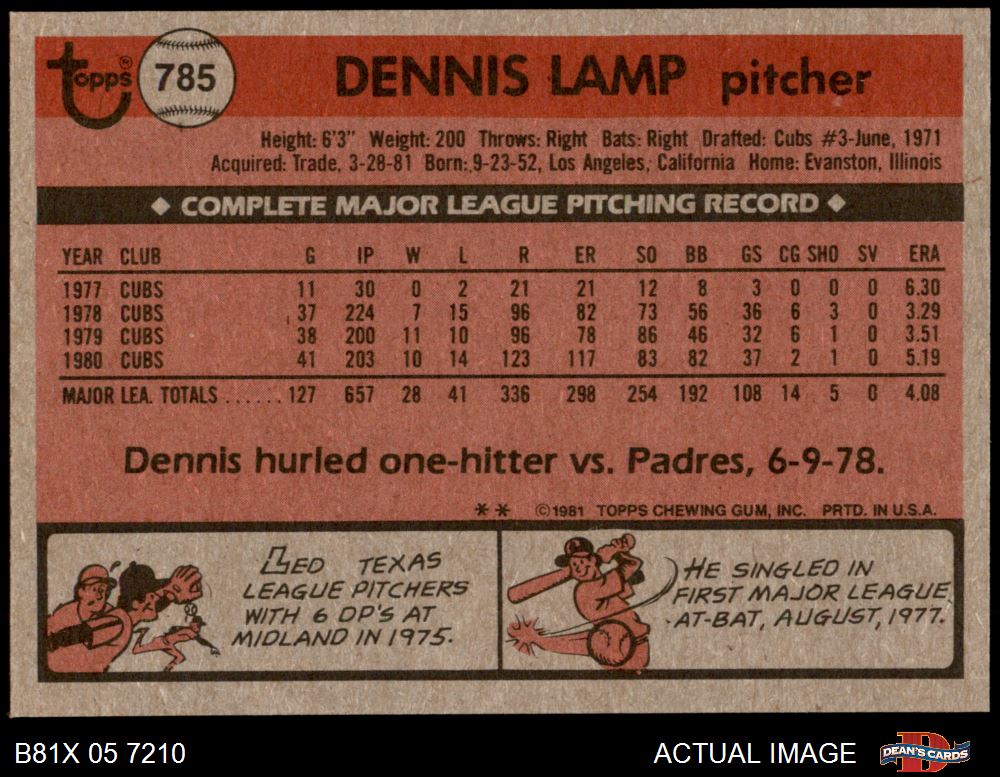 topps® 785 DENNIS LAMP pitcher
Height: 6'3" Weight: 200 Throws: Right Bats: Right Drafted: Cubs #3-June, 1971
Acquired: Trade, 3-28-81 Born: 9-23-52, Los Angeles, California Home: Evanston, Illinois
◆ COMPLETE MAJOR LEAGUE PITCHING RECORD ◆
YEAR CLUB G IP W L R ER SO BB GS CG SHO SV ERA
1977 CUBS 11 30 0 2 21 21 12 8 3 0 0 0 6.30
1978 CUBS 37 224 7 15 96 82 73 56 36 6 3 0 3.29
1979 CUBS 38 200 11 10 96 78 86 46 32 6 1 0 3.51
1980 CUBS 41 203 10 14 123 117 83 82 37 2 1 0 5.19
MAJOR LEA. TOTALS ...... 127 657 28 41 336 298 254 192 108 14 5 0 4.08
Dennis hurled one-hitter vs. Padres, 6-9-78.
** ©1981 TOPPS CHEWING GUM, INC. PRTD. IN U.S.A.
LED TEXAS
LEAGUE PITCHERS
WITH 6 DP'S AT
MIDLAND IN 1975.
HE SINGLED IN
FIRST MAJOR LEAGUE
AT-BAT, AUGUST, 1977.
B81X 05 7210 ACTUAL IMAGE DEAN'S CARDS